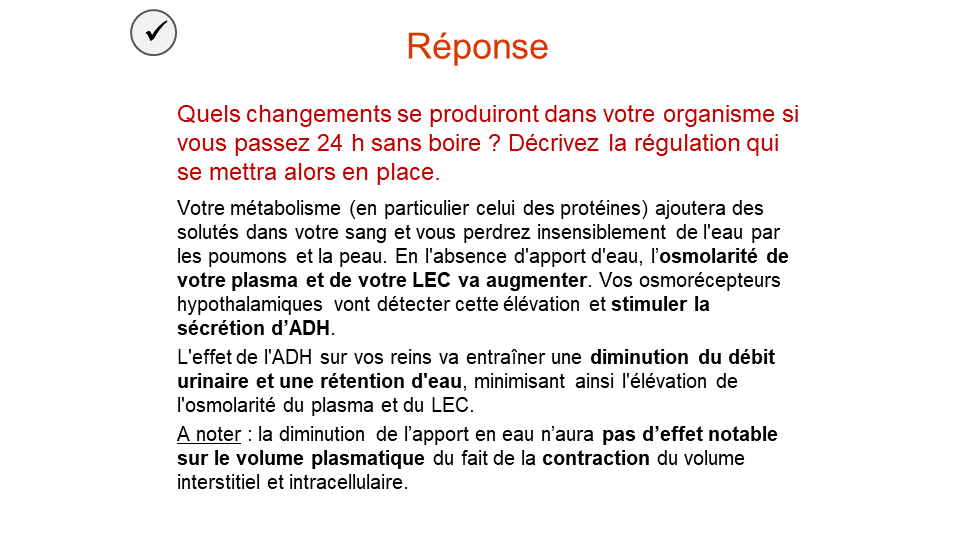 Réponse
Quels changements se produiront dans votre organisme si
vous passez 24 h sans boire ? Décrivez la régulation qui
se mettra alors en place.
Votre métabolisme (en particulier celui des protéines) ajoutera des
solutés dans votre sang et vous perdrez insensiblement de l'eau par
les poumons et la peau. En l'absence d'apport d'eau, l’osmolarité de
votre plasma et de votre LEC va augmenter. Vos osmorécepteurs
hypothalamiques vont détecter cette élévation et stimuler la
sécrétion d’ADH.
L'effet de l'ADH sur vos reins va entraîner une diminution du débit
urinaire et une rétention d'eau, minimisant ainsi l'élévation de
l'osmolarité du plasma et du LEC.
A noter : la diminution de l’apport en eau n’aura pas d’effet notable
sur le volume plasmatique du fait de la contraction du volume
interstitiel et intracellulaire.